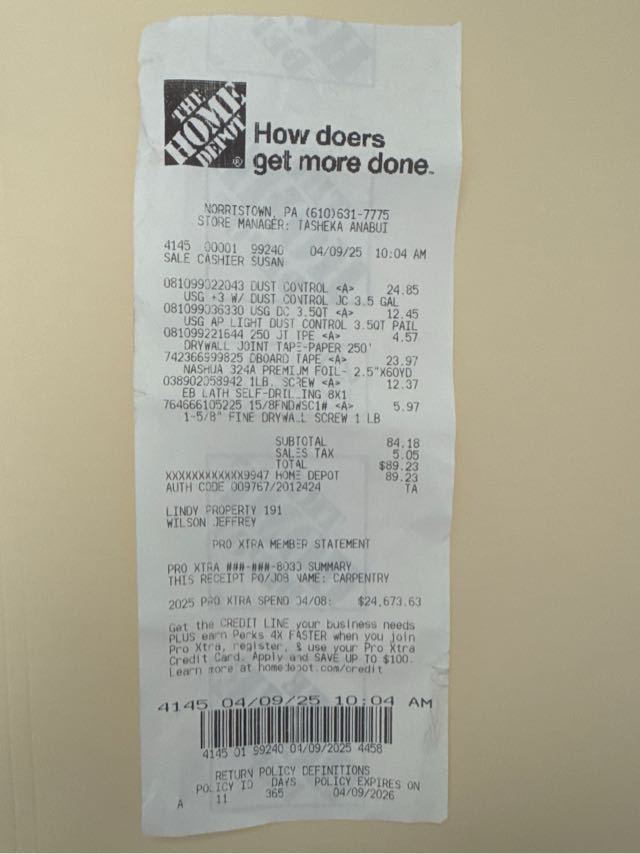 THE
HOME
DEPOT
®
How doers
get more done™
NORRISTOWN, PA (610)631-7775
STORE MANAGER: TASHEKA ANABUI
4145 00001 99240 04/09/25 10:04 AM
SALE CASHIER SUSAN
081099022043 DUST CONTROL <A> 24.85
USG +3 W/ DUST CONTROL JC 3.5 GAL
081099036330 USG DC 3.5QT <A> 12.45
USG AP LIGHT DUST CONTROL 3.5QT PAIL
081099221644 250 JT TPE <A> 4.57
DRYWALL JOINT TAPE-PAPER 250'
742366999825 DBOARD TAPE <A> 23.97
NASHUA 324A PREMIUM FOIL- 2.5"X60YD
038902058942 1LB. SCREW <A> 12.37
EB LATH SELF-DRILLING 8X1
764666105225 15/8FNDWSC1# <A> 5.97
1-5/8" FINE DRYWALL SCREW 1 LB
SUBTOTAL 84.18
SALES TAX 5.05
TOTAL $89.23
XXXXXXXXXXXX9947 HOME DEPOT 89.23
AUTH CODE 009767/2012424 TA
LINDY PROPERTY 191
WILSON JEFFREY
PRO XTRA MEMBER STATEMENT
PRO XTRA ###-###-8033 SUMMARY
THIS RECEIPT PO/JOB NAME: CARPENTRY
2025 PRO XTRA SPEND 04/08: $24,673.63
Get the CREDIT LINE your business needs
PLUS earn Perks 4X FASTER when you join
Pro Xtra, register, & use your Pro Xtra
Credit Card. Apply and SAVE UP TO $100.
Learn more at homedepot.com/credit
4145 04/09/25 10:04 AM
4145 01 99240 04/09/2025 4458
RETURN POLICY DEFINITIONS
POLICY ID DAYS POLICY EXPIRES ON
A 11 365 04/09/2026